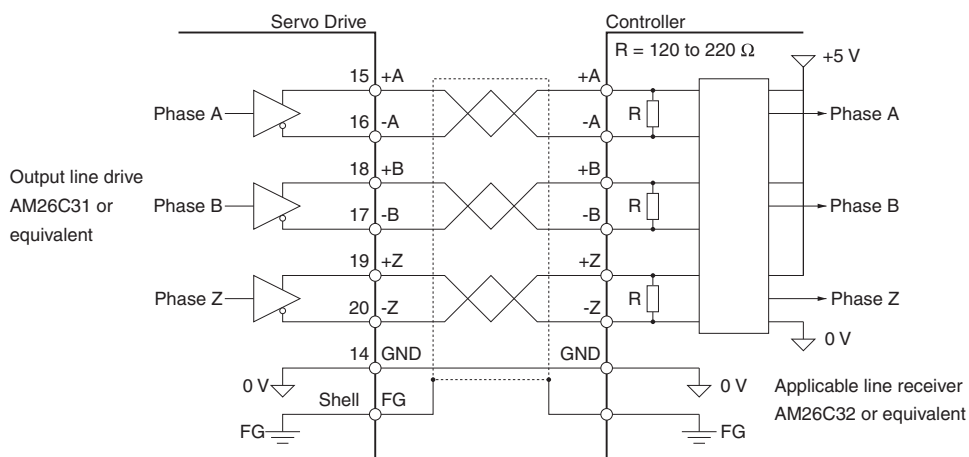 Servo Drive
Controller
R = 120 to 220 Ω
+5 V
15 +A
+A
Phase A
R
Phase A
16 -A
-A
18 +B
+B
Output line drive
AM26C31 or
equivalent
Phase B
R
Phase B
17 -B
-B
19 +Z
+Z
Phase Z
R
Phase Z
20 -Z
-Z
0 V
14 GND
GND
0 V
0 V
Applicable line receiver
AM26C32 or equivalent
Shell FG
FG
FG